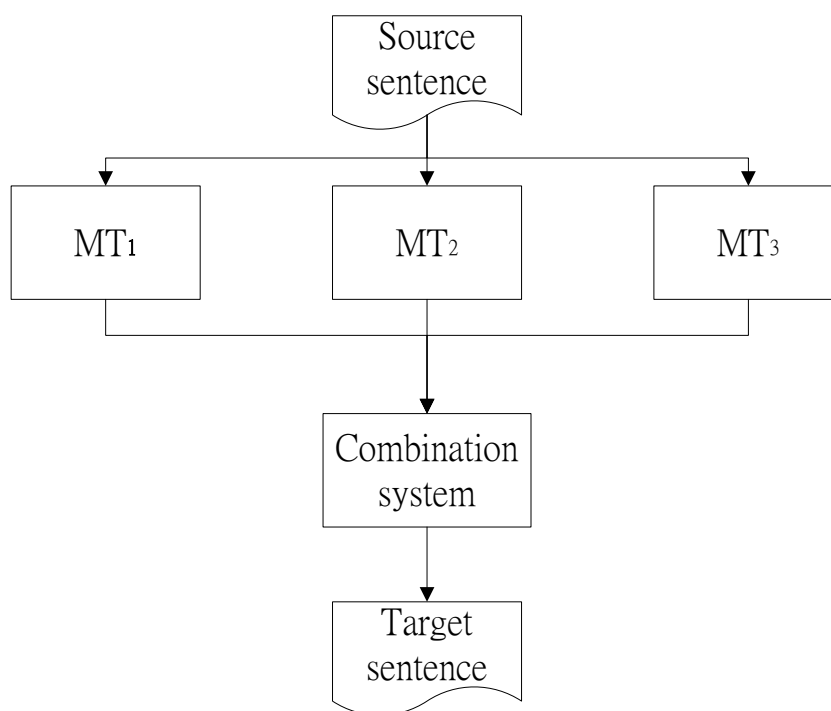 Source
sentence
MT1
MT2
MT3
Combination
system
Target
sentence